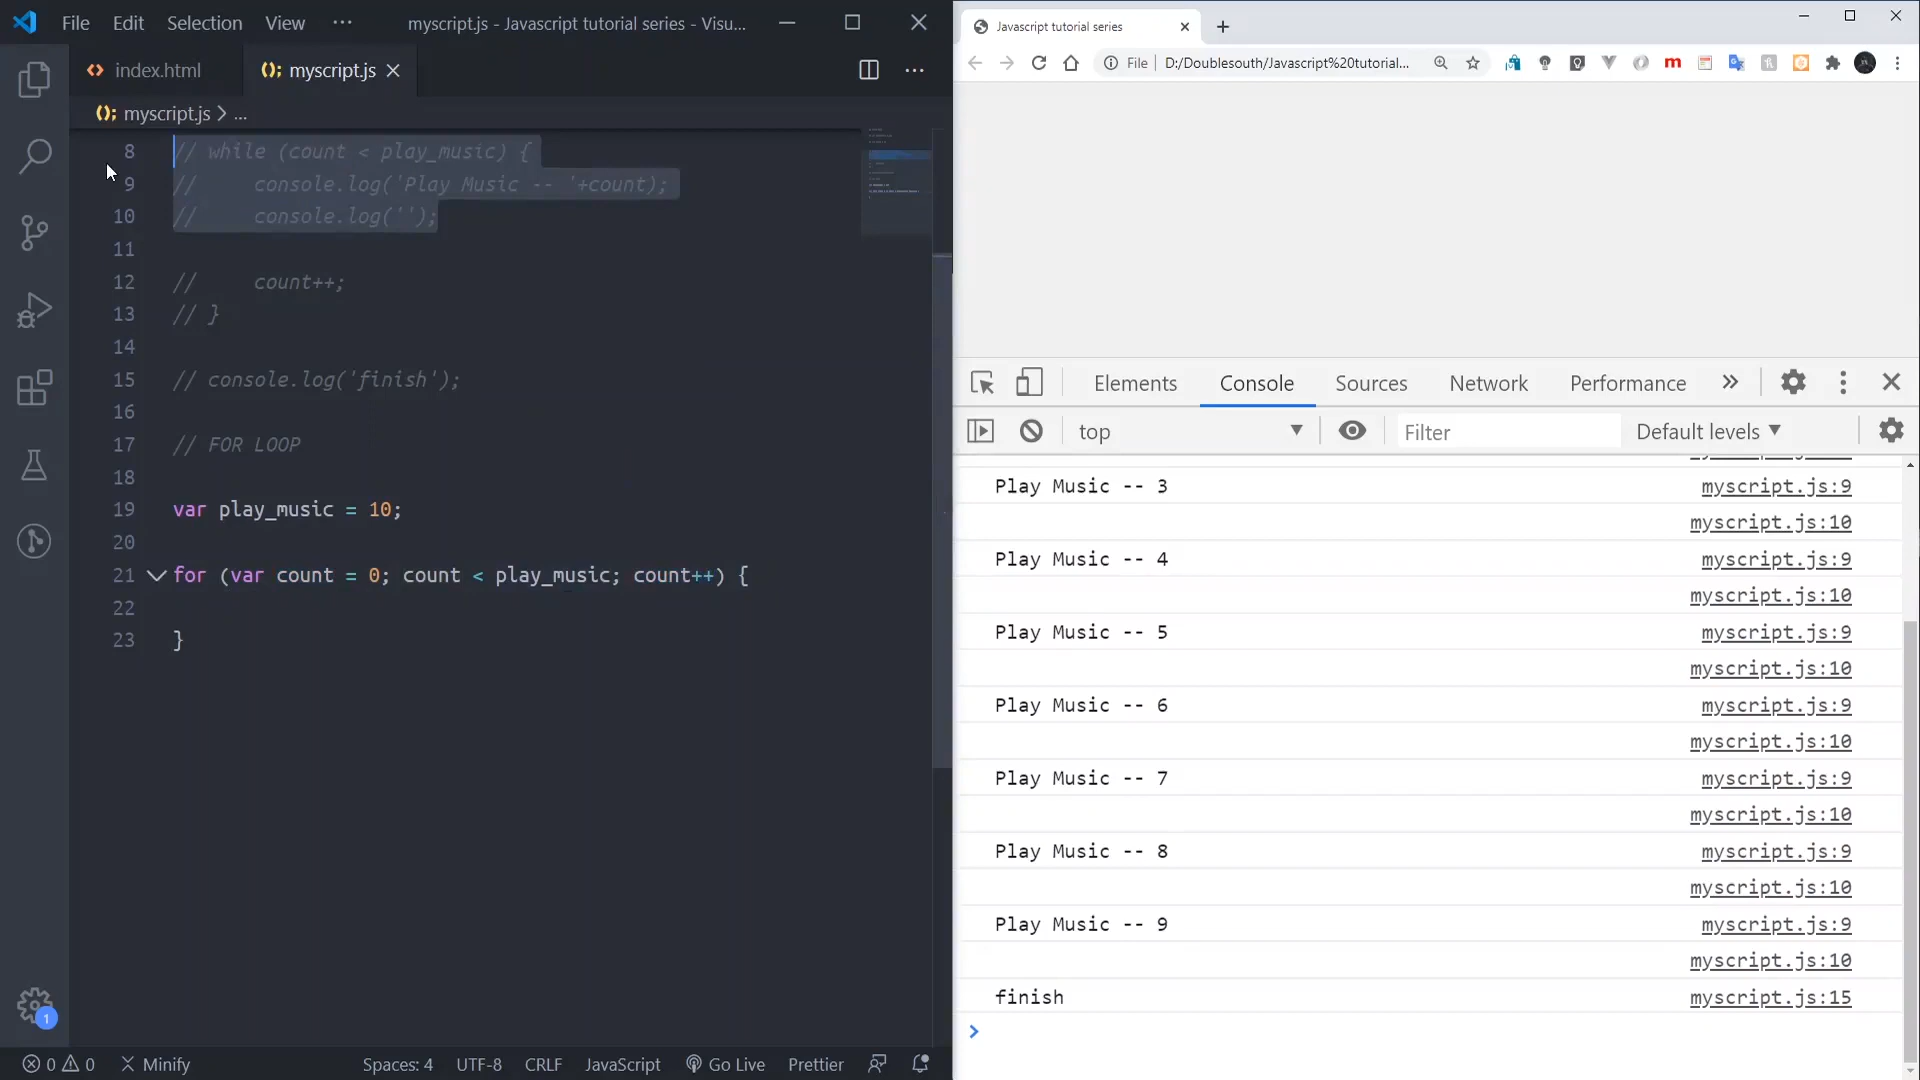 File Edit Selection View ··· myscript.js - Javascript tutorial series - Visu...
index.html
myscript.js
myscript.js > ...
8 // while (count < play_music) {
9 //     console.log('Play Music -- '+count);
10 //     console.log('');
11
12 //     count++;
13 // }
14
15 // console.log('finish');
16
17 // FOR LOOP
18
19 var play_music = 10;
20
21 for (var count = 0; count < play_music; count++) {
22
23 }
1
0 0 Minify Spaces: 4 UTF-8 CRLF JavaScript Go Live Prettier
Javascript tutorial series
File | D:/Doublesouth/Javascript%20tutorial...
Elements Console Sources Network Performance
top Filter Default levels
Play Music -- 3 myscript.js:9
myscript.js:10
Play Music -- 4 myscript.js:9
myscript.js:10
Play Music -- 5 myscript.js:9
myscript.js:10
Play Music -- 6 myscript.js:9
myscript.js:10
Play Music -- 7 myscript.js:9
myscript.js:10
Play Music -- 8 myscript.js:9
myscript.js:10
Play Music -- 9 myscript.js:9
myscript.js:10
finish myscript.js:15